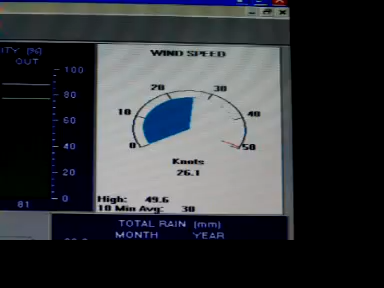 ITY [%]
OUT
WIND SPEED
100
80
60
40
20
0
0
10
20
30
40
50
Knots
26.1
High: 49.6
10 Min Avg: 30
81
TOTAL RAIN (mm)
MONTH YEAR